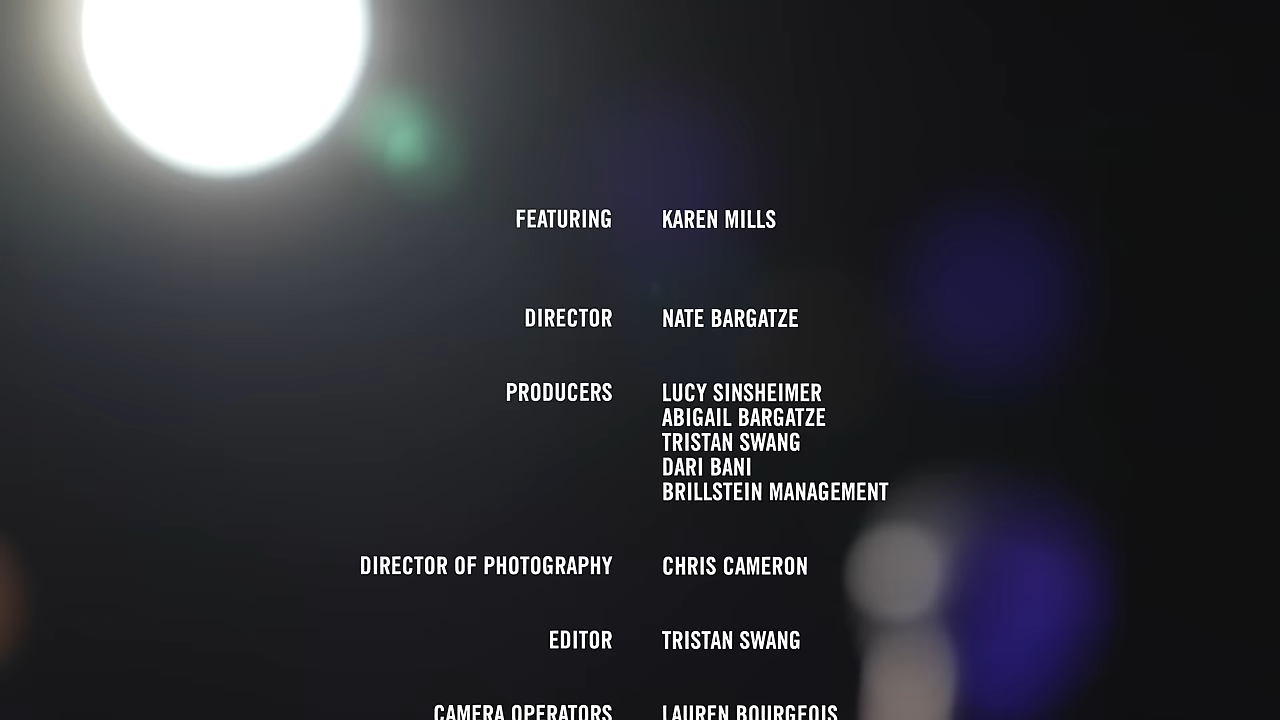 FEATURING KAREN MILLS
DIRECTOR NATE BARGATZE
PRODUCERS LUCY SINSHEIMER
ABIGAIL BARGATZE
TRISTAN SWANG
DARI BANI
BRILLSTEIN MANAGEMENT
DIRECTOR OF PHOTOGRAPHY CHRIS CAMERON
EDITOR TRISTAN SWANG
CAMERA OPERATORS LAUREN BOURGEOIS